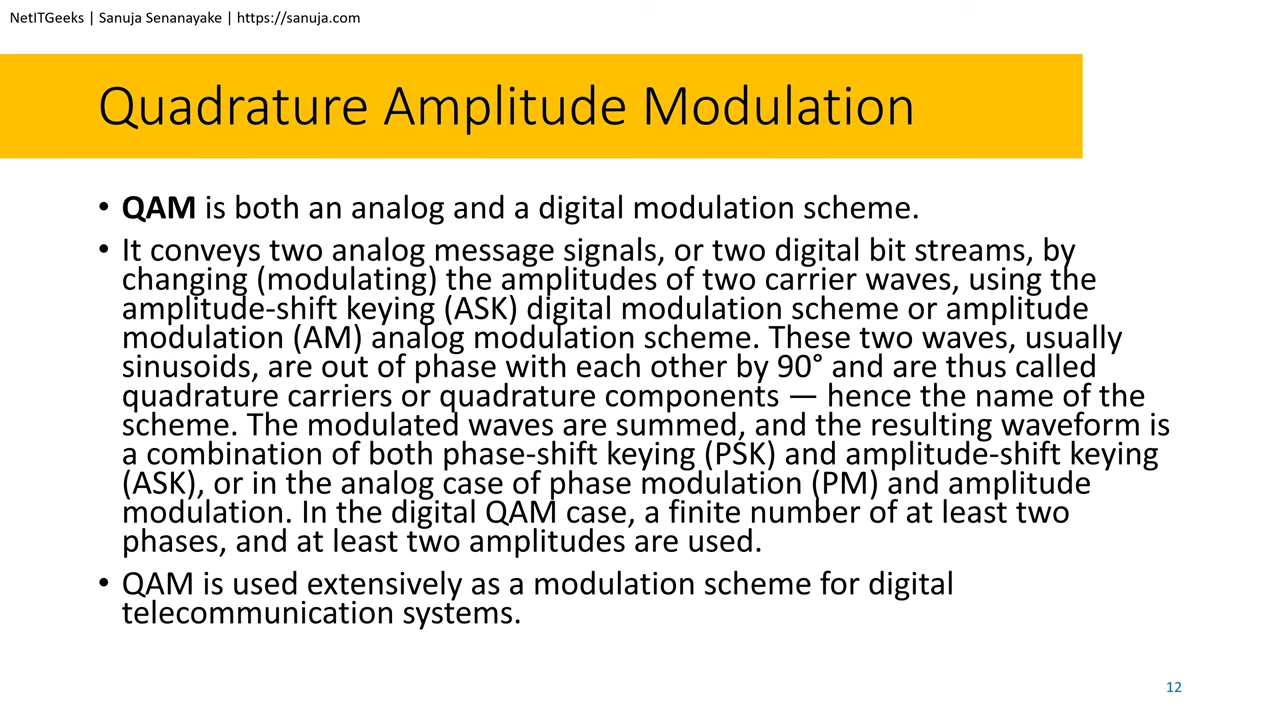 NetITGeeks | Sanuja Senanayake | https://sanuja.com
Quadrature Amplitude Modulation
• QAM is both an analog and a digital modulation scheme.
• It conveys two analog message signals, or two digital bit streams, by
changing (modulating) the amplitudes of two carrier waves, using the
amplitude-shift keying (ASK) digital modulation scheme or amplitude
modulation (AM) analog modulation scheme. These two waves, usually
sinusoids, are out of phase with each other by 90° and are thus called
quadrature carriers or quadrature components — hence the name of the
scheme. The modulated waves are summed, and the resulting waveform is
a combination of both phase-shift keying (PSK) and amplitude-shift keying
(ASK), or in the analog case of phase modulation (PM) and amplitude
modulation. In the digital QAM case, a finite number of at least two
phases, and at least two amplitudes are used.
• QAM is used extensively as a modulation scheme for digital
telecommunication systems.
12